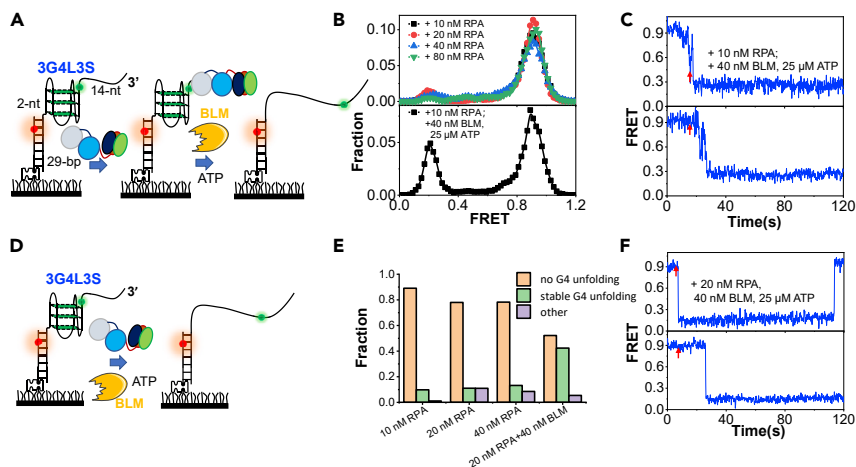 A
3G4L3S
3'
2-nt
14-nt
29-bp
BLM
ATP
B
Fraction
0.10
0.05
0.00
+ 10 nM RPA
+ 20 nM RPA
+ 40 nM RPA
+ 80 nM RPA
0.05
0.00
+10 nM RPA;
+40 nM BLM,
25 µM ATP
0.0 0.4 0.8 1.2
FRET
C
FRET
0.9
0.6
0.3
0.0
+ 10 nM RPA;
+ 40 nM BLM, 25 µM ATP
0.9
0.6
0.3
0.0
0 40 80 120
Time(s)
D
3G4L3S
3'
ATP
BLM
E
Fraction
1.0
0.8
0.6
0.4
0.2
0.0
no G4 unfolding
stable G4 unfolding
other
10 nM RPA
20 nM RPA
40 nM RPA
20 nM RPA+40 nM BLM
F
FRET
0.9
0.6
0.3
0.0
+ 20 nM RPA,
40 nM BLM, 25 µM ATP
0.9
0.6
0.3
0.0
0 40 80 120
Time(s)